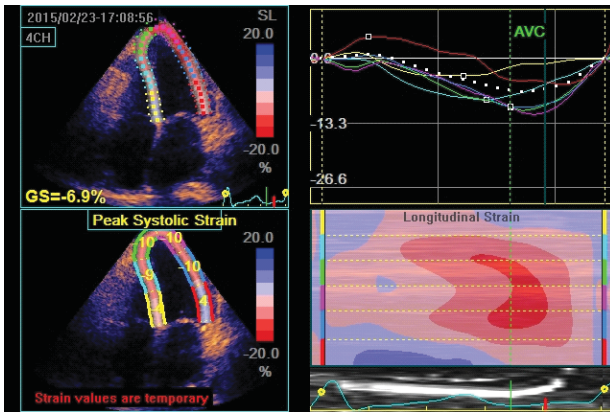 2015/02/23-17:08:56
4CH
SL
20.0
-20.0
%
GS=-6.9%
AVC
0.0
-13.3
-26.6
Peak Systolic Strain
20.0
-20.0
%
10
-10
-9
-10
4
Strain values are temporary
Longitudinal Strain